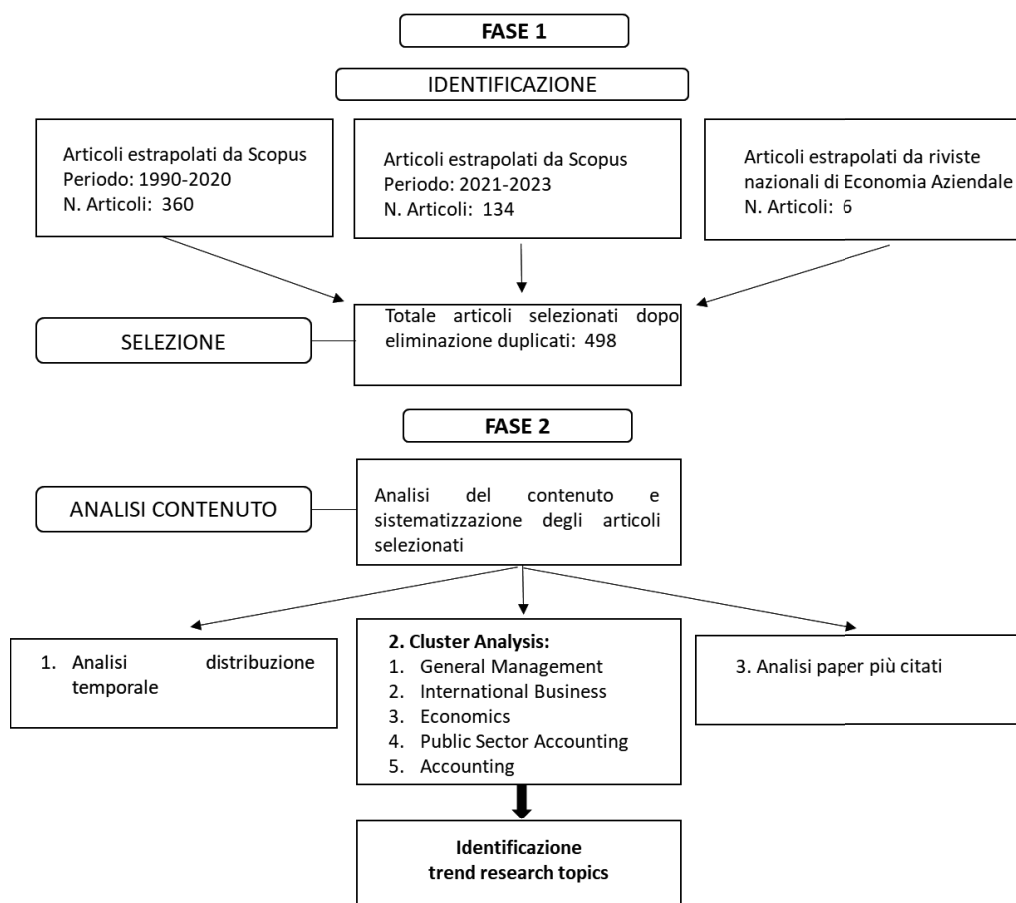 FASE 1
IDENTIFICAZIONE
Articoli estrapolati da Scopus
Periodo: 1990-2020
N. Articoli: 360
Articoli estrapolati da Scopus
Periodo: 2021-2023
N. Articoli: 134
Articoli estrapolati da riviste
nazionali di Economia Aziendale
N. Articoli: 6
SELEZIONE
Totale articoli selezionati dopo
eliminazione duplicati: 498
FASE 2
ANALISI CONTENUTO
Analisi del contenuto e
sistematizzazione degli articoli
selezionati
1. Analisi distribuzione
temporale
2. Cluster Analysis:
1. General Management
2. International Business
3. Economics
4. Public Sector Accounting
5. Accounting
3. Analisi paper più citati
Identificazione
trend research topics